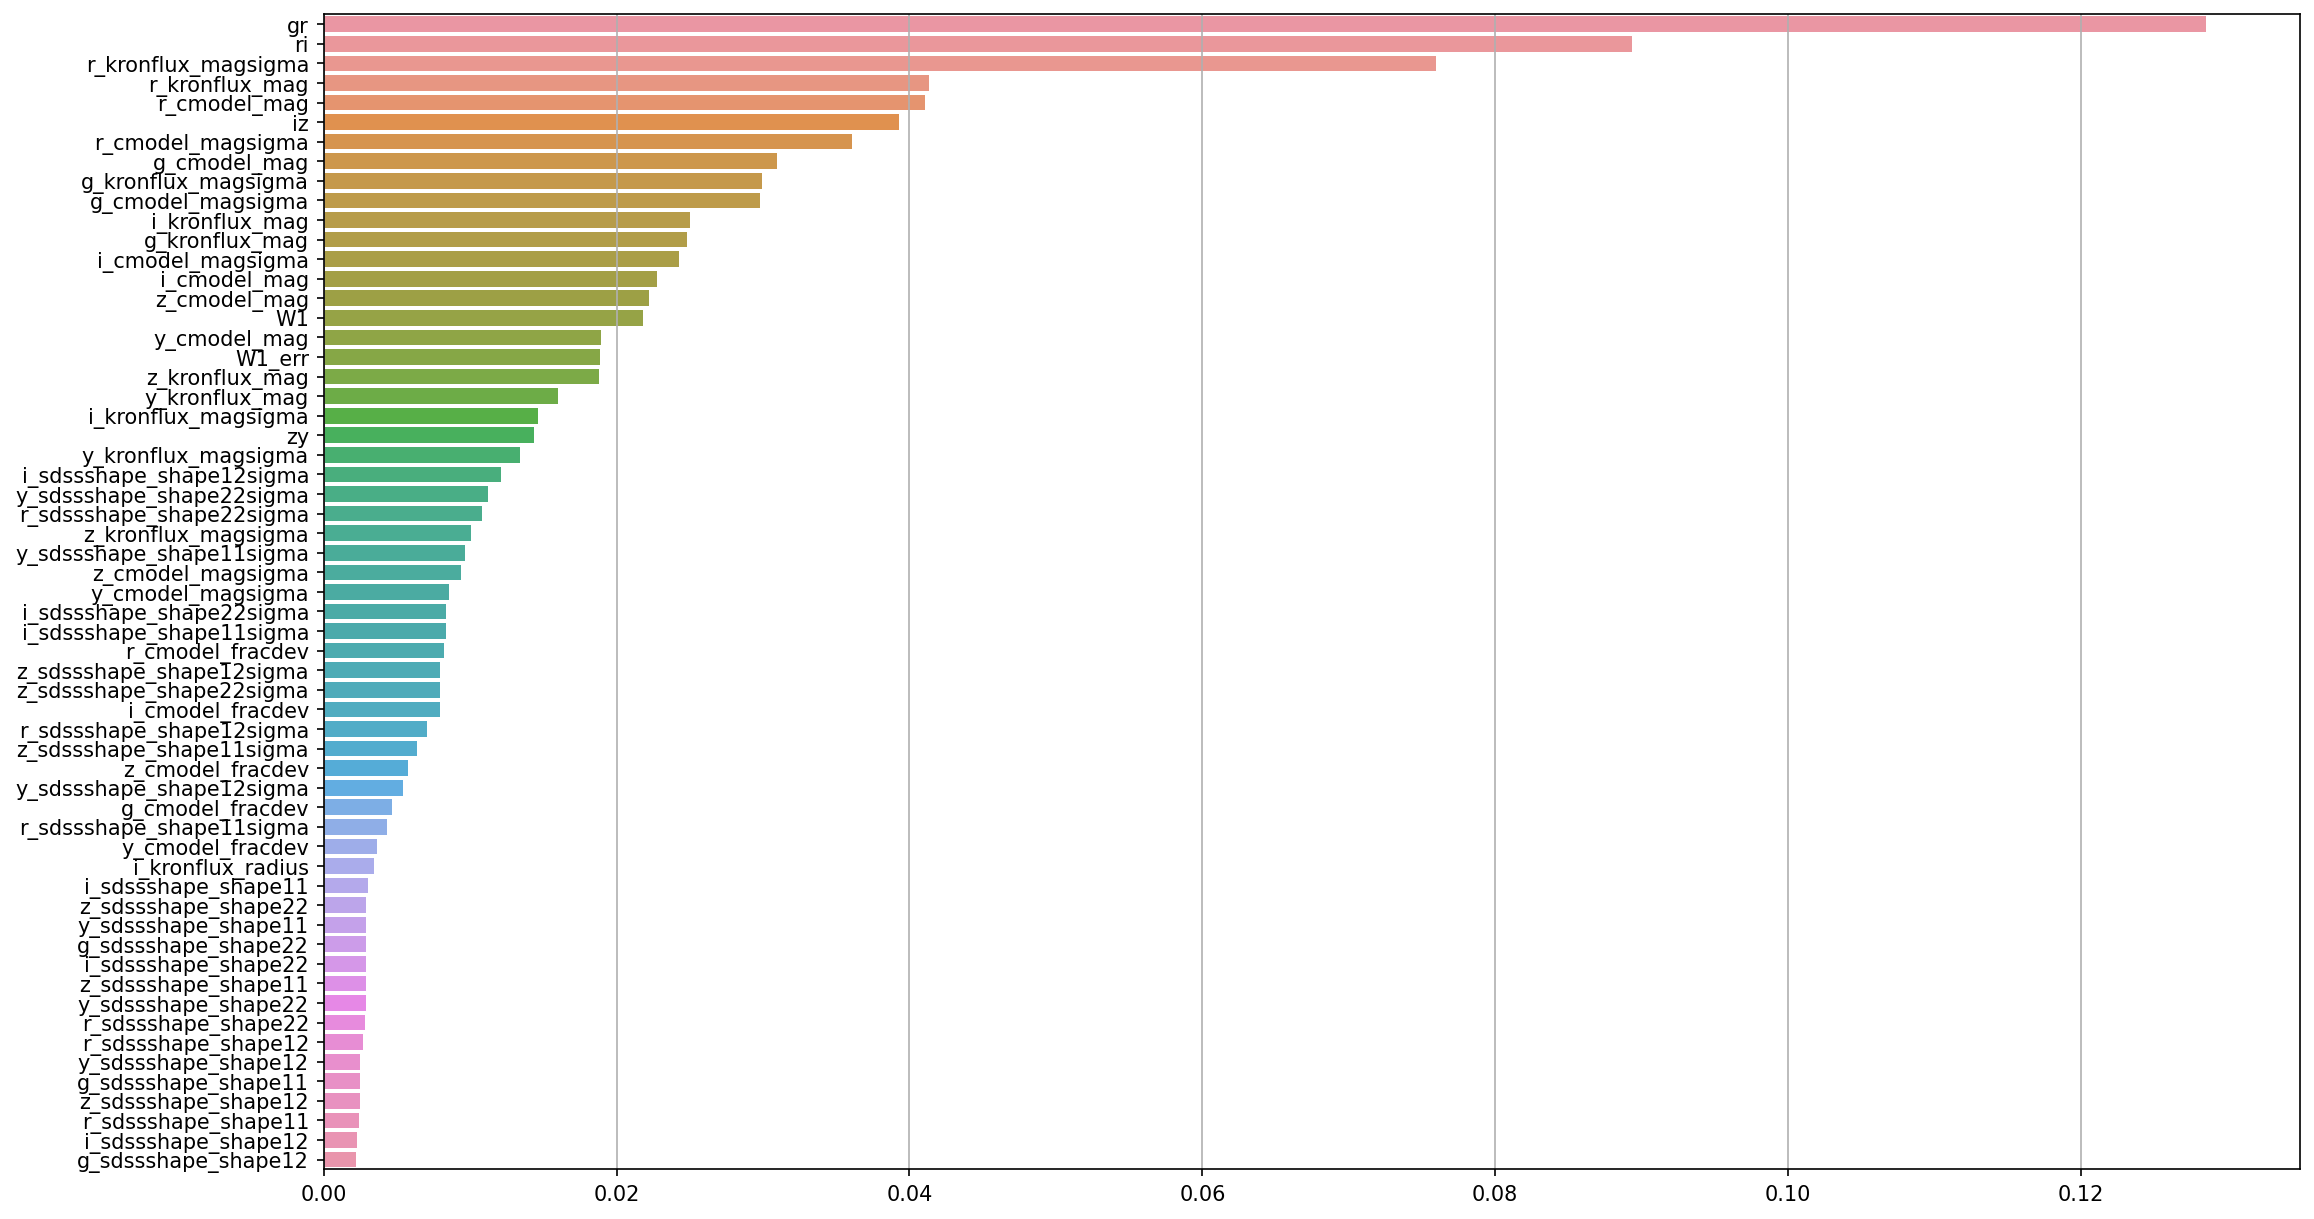 gr
ri
r_kronflux_magsigma
r_kronflux_mag
r_cmodel_mag
iz
r_cmodel_magsigma
g_cmodel_mag
g_kronflux_magsigma
g_cmodel_magsigma
i_kronflux_mag
g_kronflux_mag
i_cmodel_magsigma
i_cmodel_mag
z_cmodel_mag
W1
y_cmodel_mag
W1_err
z_kronflux_mag
y_kronflux_mag
i_kronflux_magsigma
zy
y_kronflux_magsigma
i_sdssshape_shape12sigma
y_sdssshape_shape22sigma
r_sdssshape_shape22sigma
z_kronflux_magsigma
y_sdssshape_shape11sigma
z_cmodel_magsigma
y_cmodel_magsigma
i_sdssshape_shape22sigma
i_sdssshape_shape11sigma
r_cmodel_fracdev
z_sdssshape_shape12sigma
z_sdssshape_shape22sigma
i_cmodel_fracdev
r_sdssshape_shape12sigma
z_sdssshape_shape11sigma
z_cmodel_fracdev
y_sdssshape_shape12sigma
g_cmodel_fracdev
r_sdssshape_shape11sigma
y_cmodel_fracdev
i_kronflux_radius
i_sdssshape_shape11
z_sdssshape_shape22
y_sdssshape_shape11
g_sdssshape_shape22
i_sdssshape_shape22
z_sdssshape_shape11
y_sdssshape_shape22
r_sdssshape_shape22
r_sdssshape_shape12
y_sdssshape_shape12
g_sdssshape_shape11
z_sdssshape_shape12
r_sdssshape_shape11
i_sdssshape_shape12
g_sdssshape_shape12
0.00 0.02 0.04 0.06 0.08 0.10 0.12